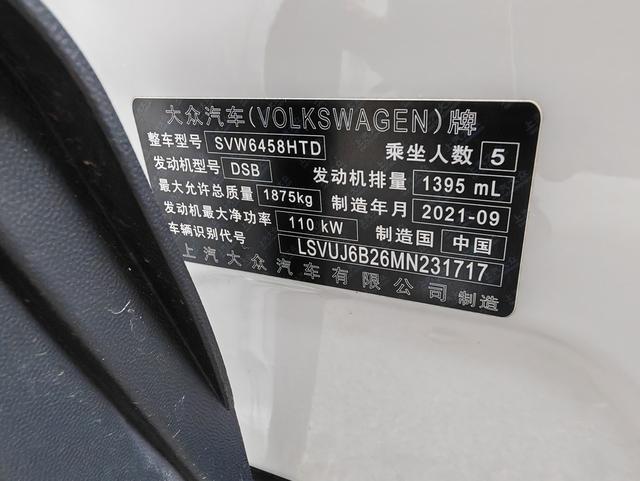 大众汽车(VOLKSWAGEN)牌
整车型号 SVW6458HTD 乘坐人数 5
发动机型号 DSB 发动机排量 1395 mL
最大允许总质量 1875kg 制造年月 2021-09
发动机最大净功率 110 kW 制造国 中国
车辆识别代号 LSVUJ6B26MN231717
上汽大众汽车有限公司制造